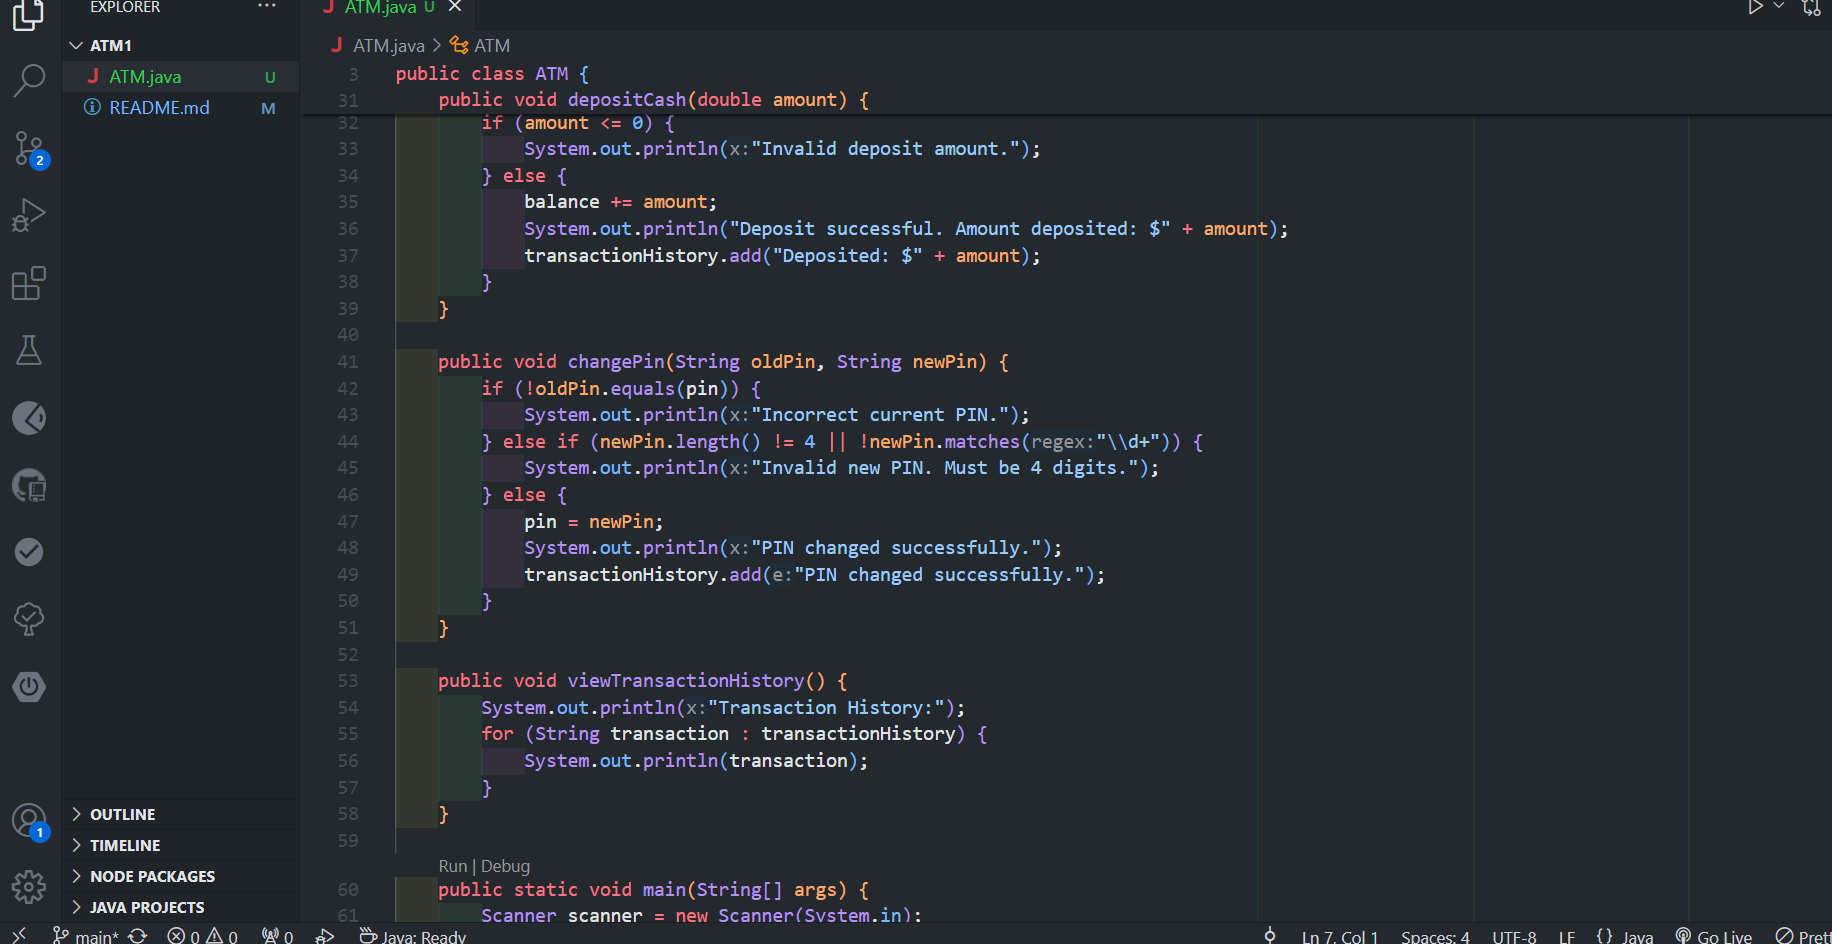 EXPLORER
ATM1
J ATM.java U
README.md M
OUTLINE
TIMELINE
NODE PACKAGES
JAVA PROJECTS
2
1
J ATM.java U
J ATM.java > ATM
3 public class ATM {
31 public void depositCash(double amount) {
32 if (amount <= 0) {
33 System.out.println(x:"Invalid deposit amount.");
34 } else {
35 balance += amount;
36 System.out.println("Deposit successful. Amount deposited: $" + amount);
37 transactionHistory.add("Deposited: $" + amount);
38 }
39 }
40
41 public void changePin(String oldPin, String newPin) {
42 if (!oldPin.equals(pin)) {
43 System.out.println(x:"Incorrect current PIN.");
44 } else if (newPin.length() != 4 || !newPin.matches(regex:"\\d+")) {
45 System.out.println(x:"Invalid new PIN. Must be 4 digits.");
46 } else {
47 pin = newPin;
48 System.out.println(x:"PIN changed successfully.");
49 transactionHistory.add(e:"PIN changed successfully.");
50 }
51 }
52
53 public void viewTransactionHistory() {
54 System.out.println(x:"Transaction History:");
55 for (String transaction : transactionHistory) {
56 System.out.println(transaction);
57 }
58 }
59
Run | Debug
60 public static void main(String[] args) {
61 Scanner scanner = new Scanner(System.in);
main* 0 0 0 Java: Ready Ln 7, Col 1 Spaces: 4 UTF-8 LF {} Java Go Live Prett